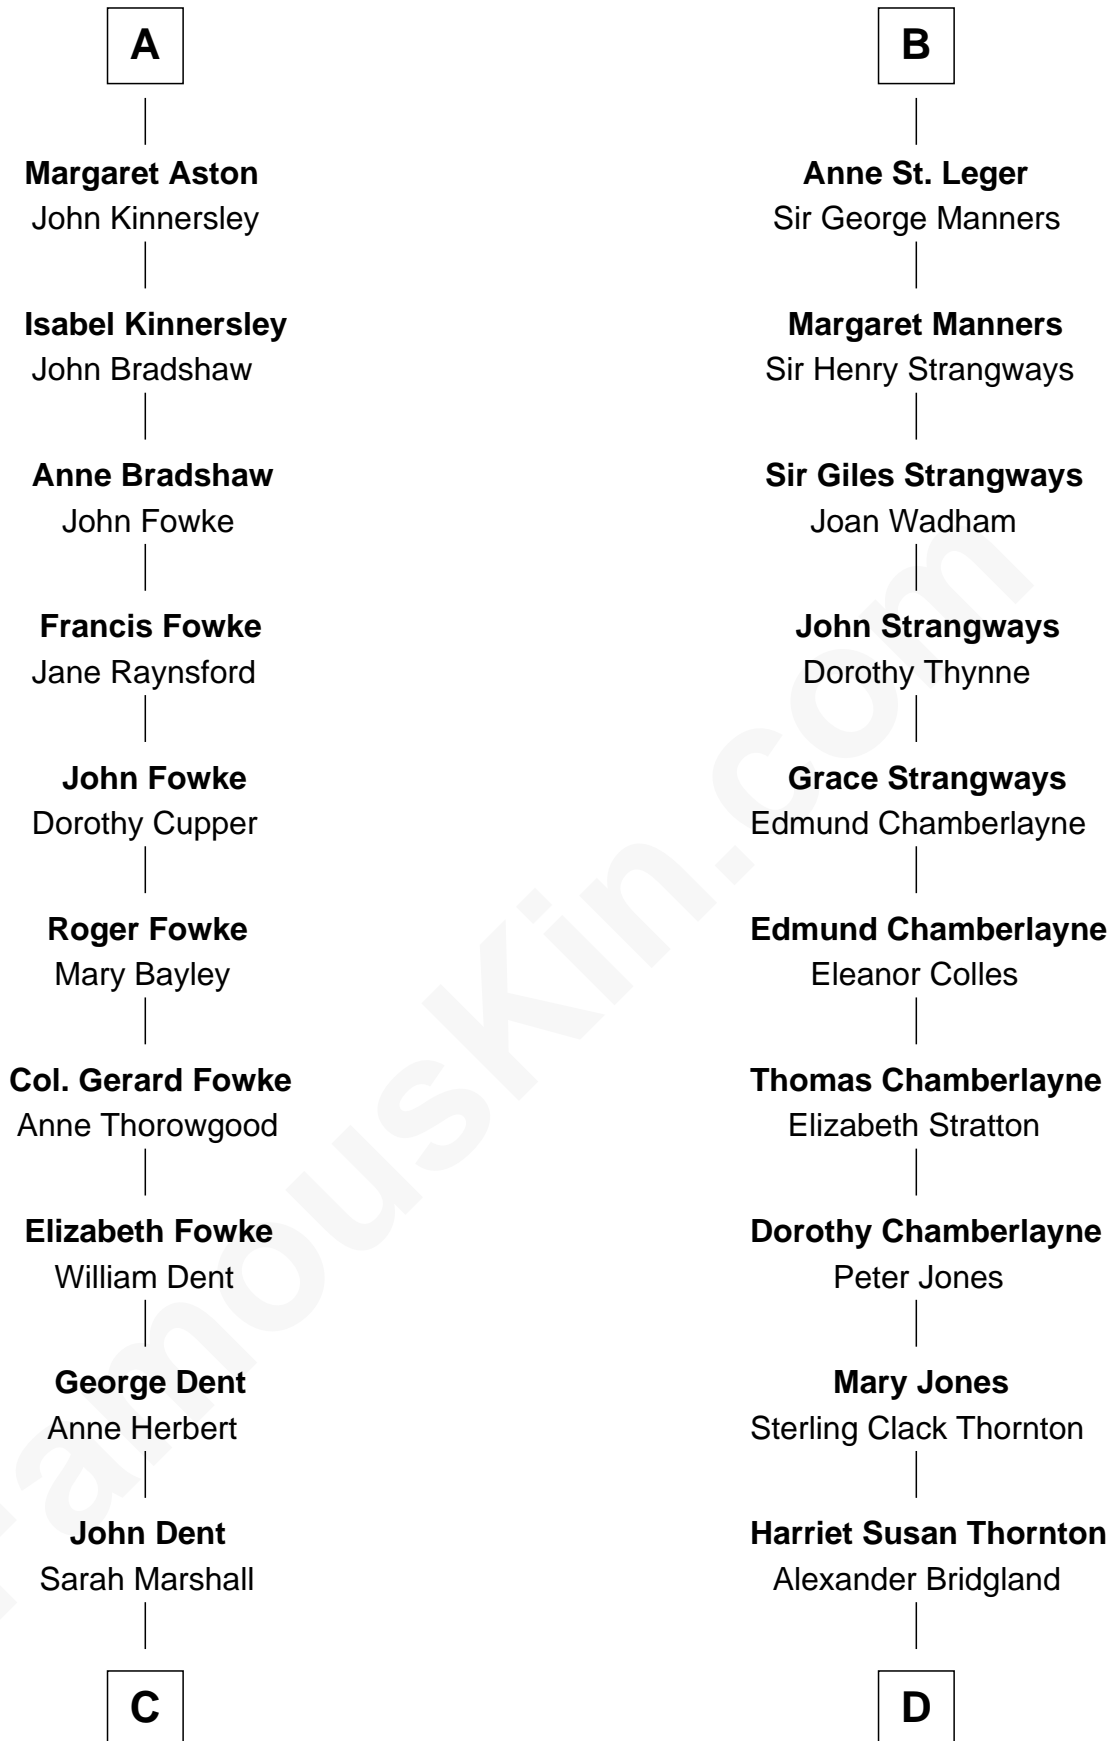 A
Margaret Aston
John Kinnersley
Isabel Kinnersley
John Bradshaw
Anne Bradshaw
John Fowke
Francis Fowke
Jane Raynsford
John Fowke
Dorothy Cupper
Roger Fowke
Mary Bayley
Col. Gerard Fowke
Anne Thorowgood
Elizabeth Fowke
William Dent
George Dent
Anne Herbert
John Dent
Sarah Marshall
C
B
Anne St. Leger
Sir George Manners
Margaret Manners
Sir Henry Strangways
Sir Giles Strangways
Joan Wadham
John Strangways
Dorothy Thynne
Grace Strangways
Edmund Chamberlayne
Edmund Chamberlayne
Eleanor Colles
Thomas Chamberlayne
Elizabeth Stratton
Dorothy Chamberlayne
Peter Jones
Mary Jones
Sterling Clack Thornton
Harriet Susan Thornton
Alexander Bridgland
D
FamousKin.com